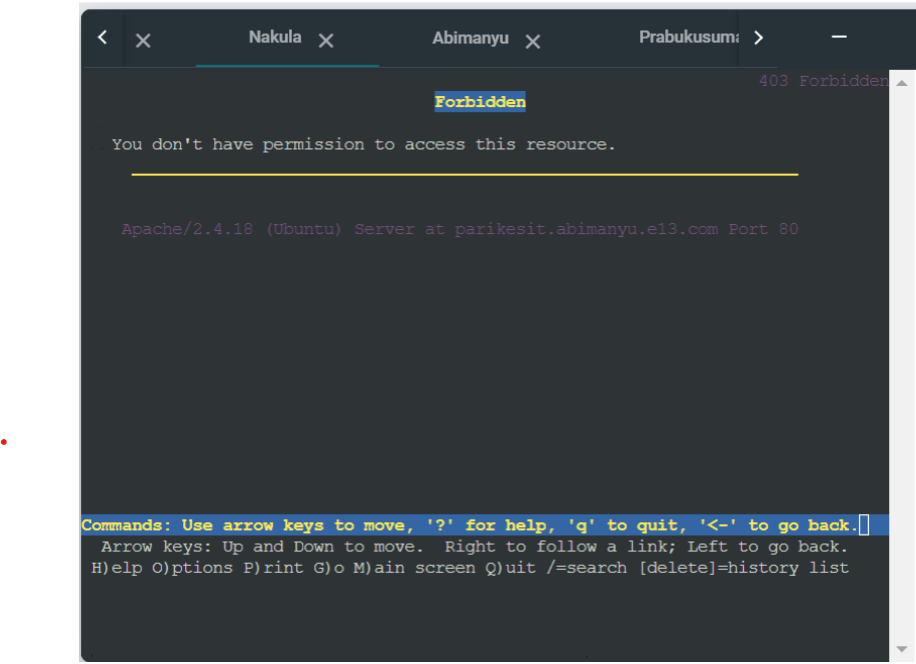 Nakula Abimanyu Prabukusuma
403 Forbidden
Forbidden
You don't have permission to access this resource.
Apache/2.4.18 (Ubuntu) Server at parikesit.abimanyu.e13.com Port 80
Commands: Use arrow keys to move, '?' for help, 'q' to quit, '<-' to go back.
Arrow keys: Up and Down to move. Right to follow a link; Left to go back.
H)elp O)ptions P)rint G)o M)ain screen Q)uit /=search [delete]=history list